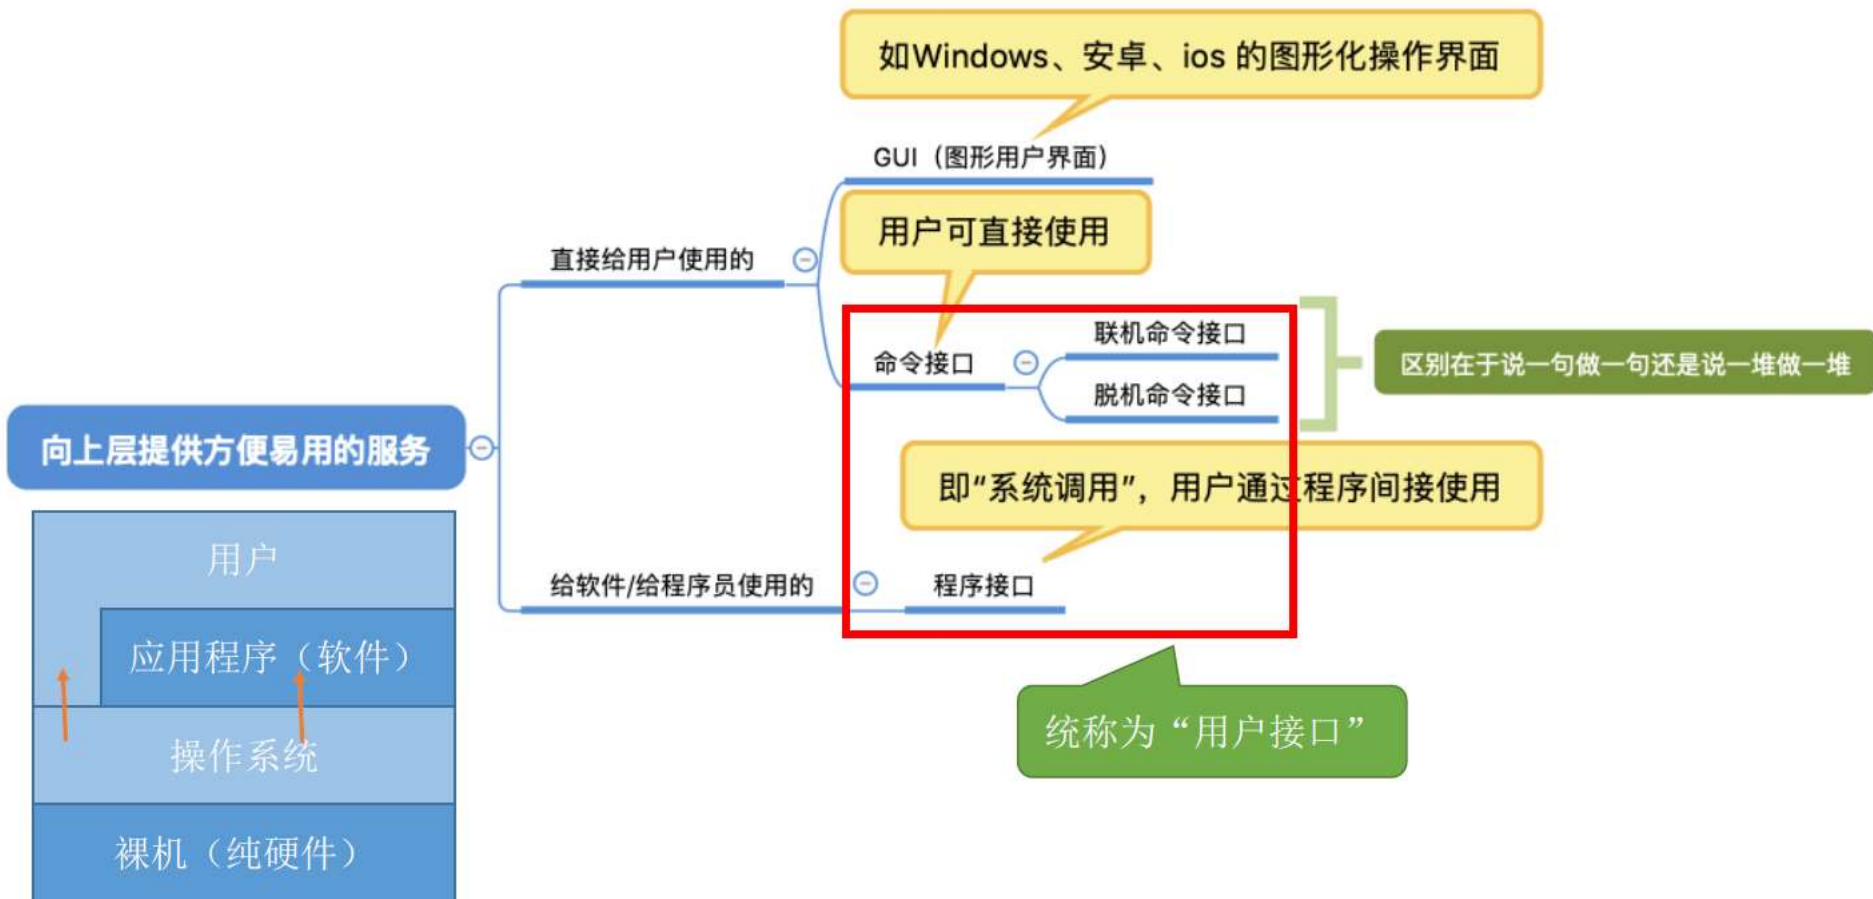 如Windows、安卓、ios 的图形化操作界面
GUI（图形用户界面）
用户可直接使用
直接给用户使用的
命令接口
联机命令接口
脱机命令接口
区别在于说一句做一句还是说一堆做一堆
向上层提供方便易用的服务
即"系统调用"，用户通过程序间接使用
给软件/给程序员使用的
程序接口
统称为“用户接口”
用户
应用程序（软件）
操作系统
裸机（纯硬件）